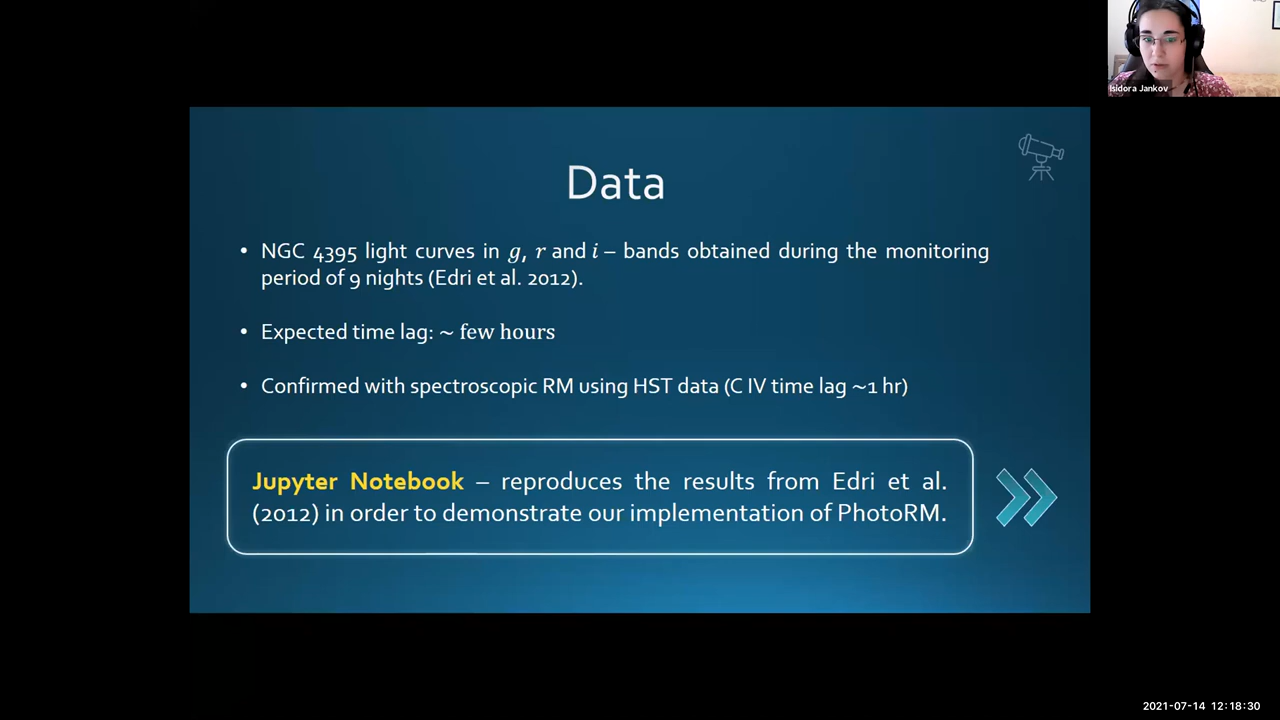 Isidora Jankov
Data
• NGC 4395 light curves in g, r and i – bands obtained during the monitoring
period of 9 nights (Edri et al. 2012).
• Expected time lag: ~ few hours
• Confirmed with spectroscopic RM using HST data (C IV time lag ~1 hr)
Jupyter Notebook – reproduces the results from Edri et al.
(2012) in order to demonstrate our implementation of PhotoRM.
2021-07-14 12:18:30